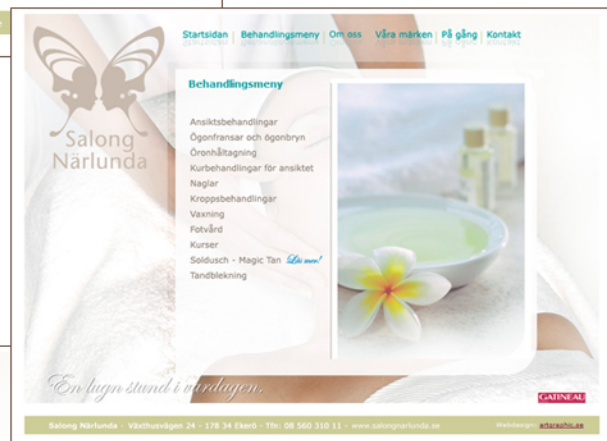 Startsidan | Behandlingsmeny | Om oss Våra märken | På gång | Kontakt
Salong
Närlunda
Behandlingsmeny
Ansiktsbehandlingar
Ögonfransar och ögonbryn
Öronhåltagning
Kurbehandlingar för ansiktet
Naglar
Kroppsbehandlingar
Vaxning
Fotvård
Kurser
Soldusch - Magic Tan Läs mer!
Tandblekning
En lugn stund i vardagen.
GATINEAU
Salong Närlunda - Växthusvägen 24 - 178 34 Ekerö - Tfn: 08 560 310 11 - www.salongnarlunda.se
Webdesign: artgraphic.se